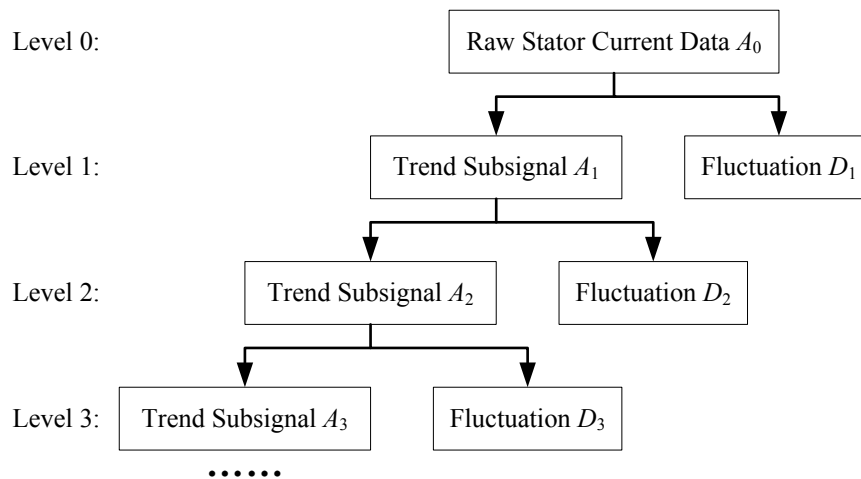 Level 0: Raw Stator Current Data A₀
Level 1: Trend Subsignal A₁ Fluctuation D₁
Level 2: Trend Subsignal A₂ Fluctuation D₂
Level 3: Trend Subsignal A₃ Fluctuation D₃
......